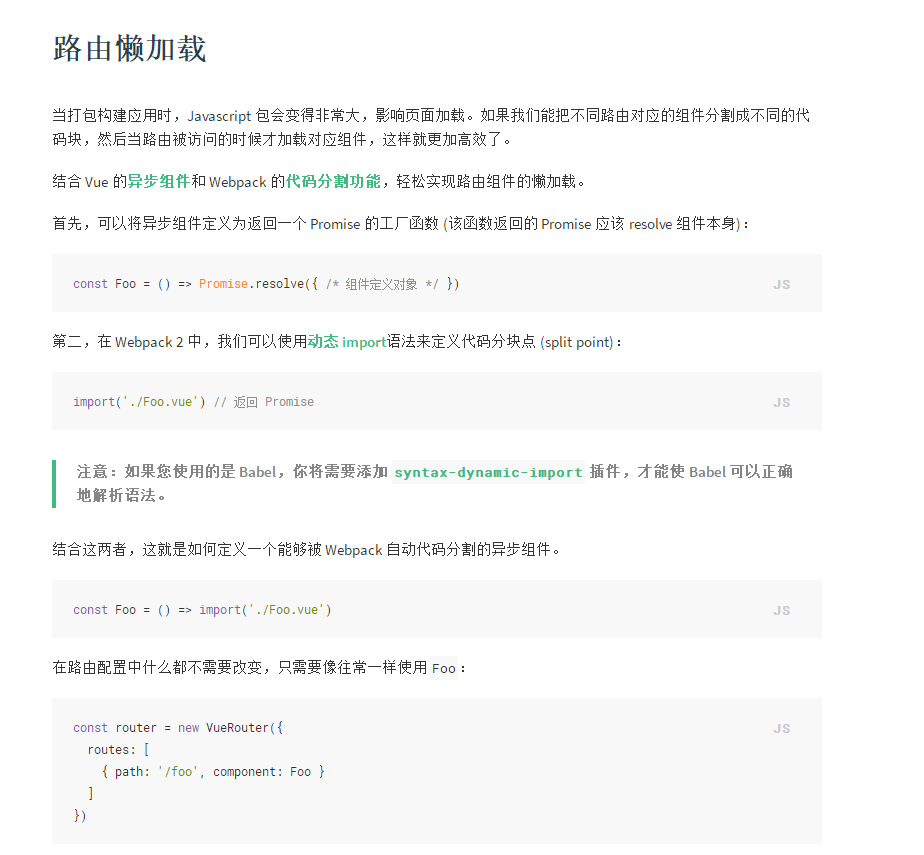 路由懒加载
当打包构建应用时，Javascript 包会变得非常大，影响页面加载。如果我们能把不同路由对应的组件分割成不同的代
码块，然后当路由被访问的时候才加载对应组件，这样就更加高效了。
结合 Vue 的异步组件和 Webpack 的代码分割功能，轻松实现路由组件的懒加载。
首先，可以将异步组件定义为返回一个 Promise 的工厂函数 (该函数返回的 Promise 应该 resolve 组件本身)：
const Foo = () => Promise.resolve({ /* 组件定义对象 */ })
JS
第二，在 Webpack 2 中，我们可以使用动态 import语法来定义代码分块点 (split point)：
import('./Foo.vue') // 返回 Promise
JS
注意：如果您使用的是 Babel，你将需要添加 syntax-dynamic-import 插件，才能使 Babel 可以正确
地解析语法。
结合这两者，这就是如何定义一个能够被 Webpack 自动代码分割的异步组件。
const Foo = () => import('./Foo.vue')
JS
在路由配置中什么都不需要改变，只需要像往常一样使用 Foo：
const router = new VueRouter({
JS
  routes: [
    { path: '/foo', component: Foo }
  ]
})